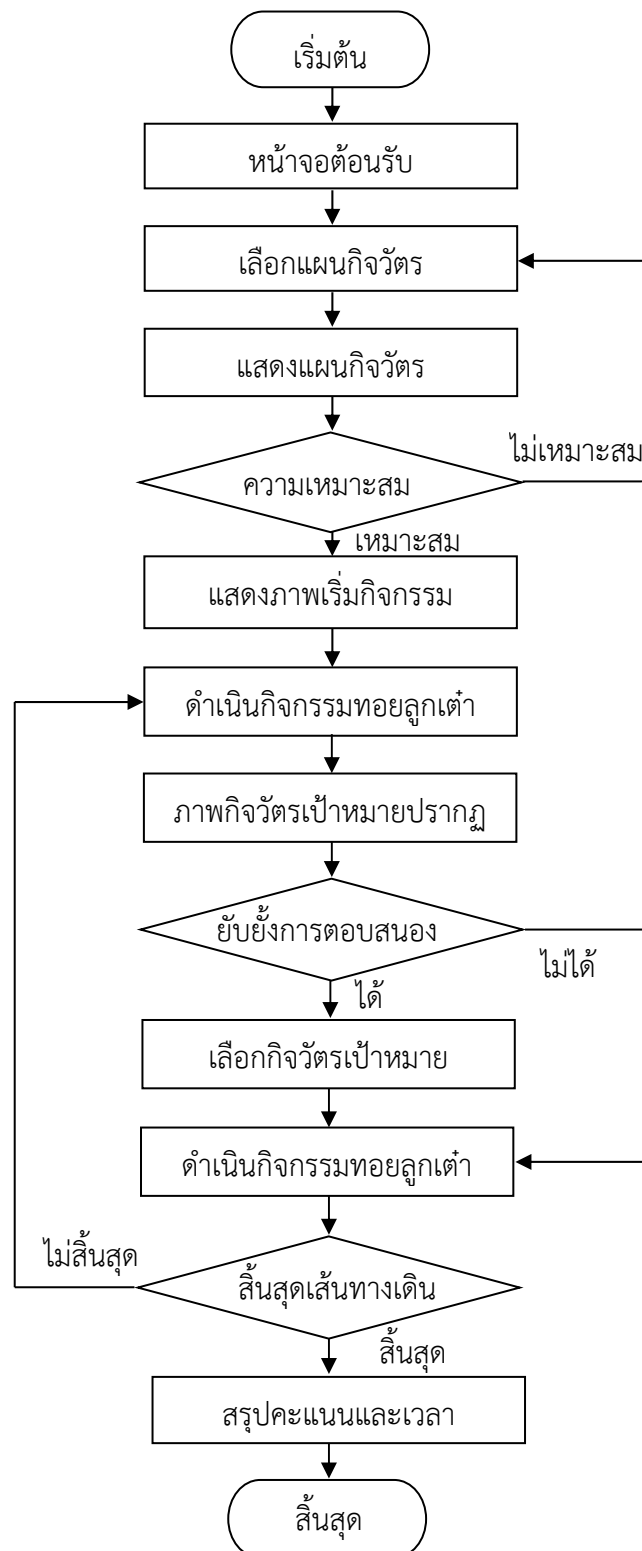 เริ่มต้น
หน้าจอต้อนรับ
เลือกแผนกิจวัตร
แสดงแผนกิจวัตร
ไม่เหมาะสม
ความเหมาะสม
เหมาะสม
แสดงภาพเริ่มกิจกรรม
ดำเนินกิจกรรมทอยลูกเต๋า
ภาพกิจวัตรเป้าหมายปรากฏ
ยับยั้งการตอบสนอง
ไม่ได้
ได้
เลือกกิจวัตรเป้าหมาย
ดำเนินกิจกรรมทอยลูกเต๋า
ไม่สิ้นสุด
สิ้นสุดเส้นทางเดิน
สิ้นสุด
สรุปคะแนนและเวลา
สิ้นสุด